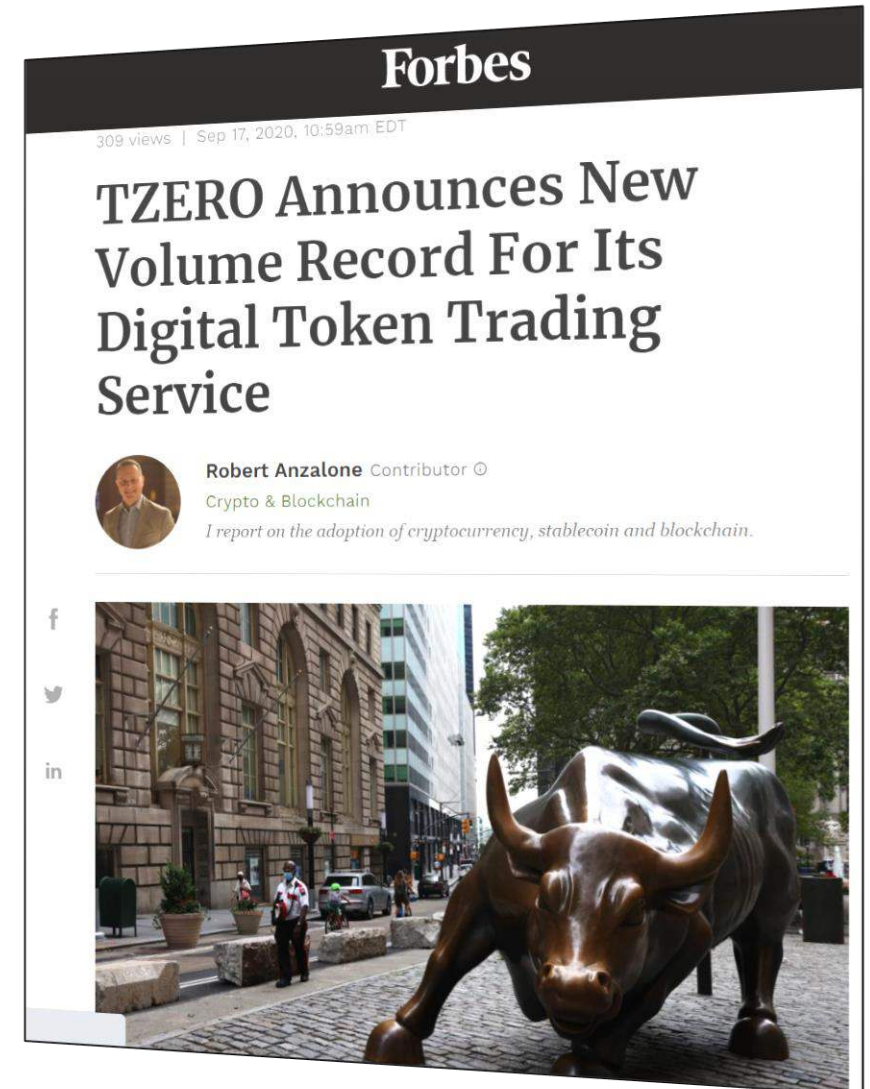 Forbes
309 views | Sep 17, 2020, 10:59am EDT
TZERO Announces New
Volume Record For Its
Digital Token Trading
Service
Robert Anzalone Contributor
Crypto & Blockchain
I report on the adoption of cryptocurrency, stablecoin and blockchain.